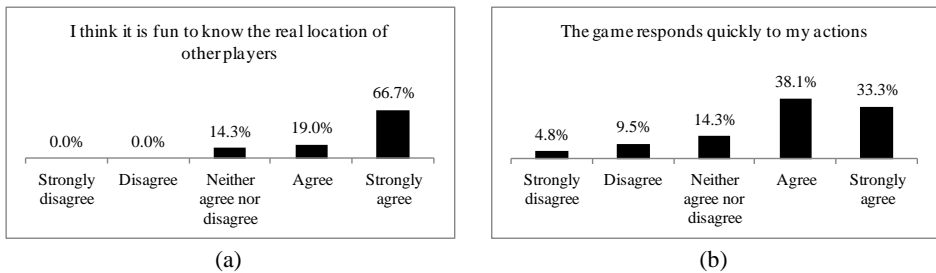 I think it is fun to know the real location of
other players
66.7%
14.3%
19.0%
0.0%
0.0%
Strongly
disagree
Disagree
Neither
agree nor
disagree
Agree
Strongly
agree
(a)
The game responds quickly to my actions
38.1%
33.3%
14.3%
9.5%
4.8%
Strongly
disagree
Disagree
Neither
agree nor
disagree
Agree
Strongly
agree
(b)